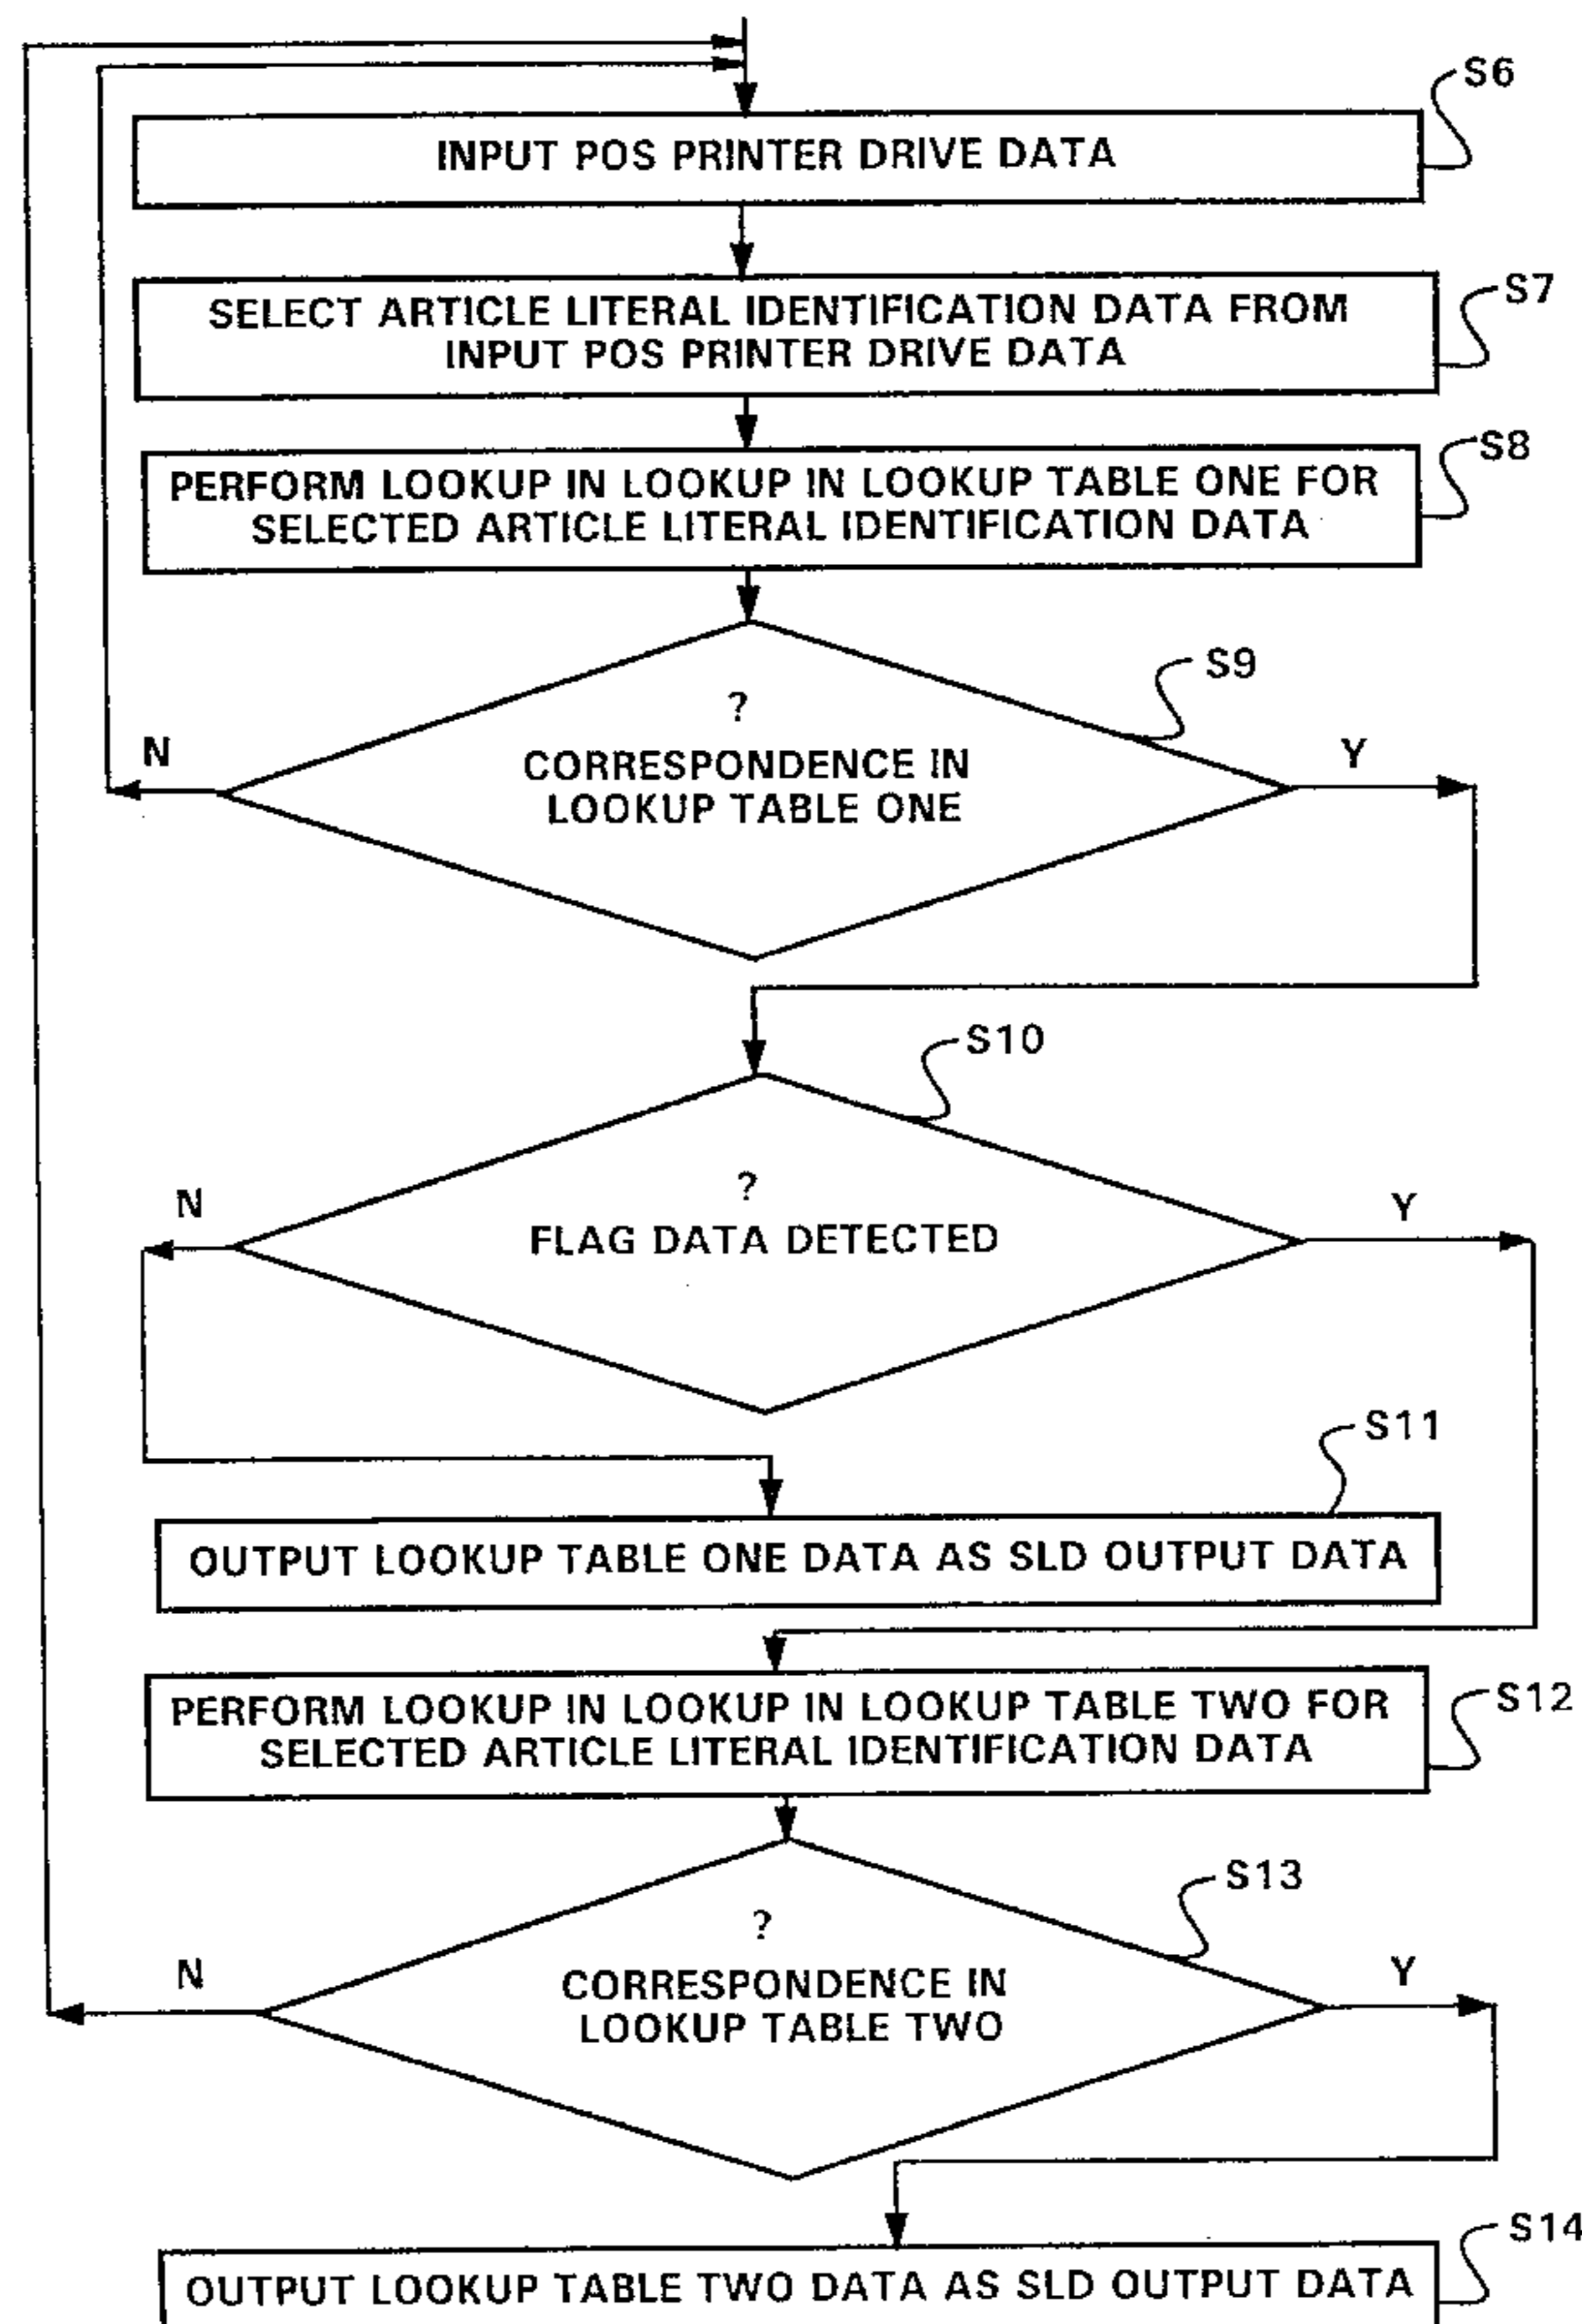 S6
INPUT POS PRINTER DRIVE DATA
S7
SELECT ARTICLE LITERAL IDENTIFICATION DATA FROM
INPUT POS PRINTER DRIVE DATA
S8
PERFORM LOOKUP IN LOOKUP IN LOOKUP TABLE ONE FOR
SELECTED ARTICLE LITERAL IDENTIFICATION DATA
S9
?
N
Y
CORRESPONDENCE IN
LOOKUP TABLE ONE
S10
?
N
Y
FLAG DATA DETECTED
S11
OUTPUT LOOKUP TABLE ONE DATA AS SLD OUTPUT DATA
S12
PERFORM LOOKUP IN LOOKUP IN LOOKUP TABLE TWO FOR
SELECTED ARTICLE LITERAL IDENTIFICATION DATA
S13
?
N
Y
CORRESPONDENCE IN
LOOKUP TABLE TWO
S14
OUTPUT LOOKUP TABLE TWO DATA AS SLD OUTPUT DATA